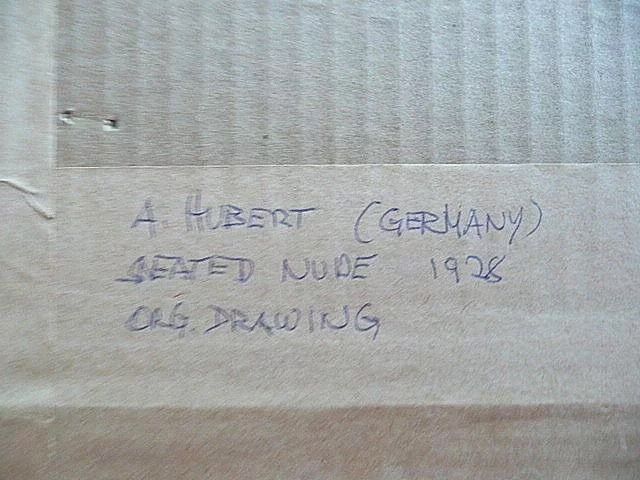 A. HUBERT (GERMANY)
SEATED NUDE 1928
ORG. DRAWING